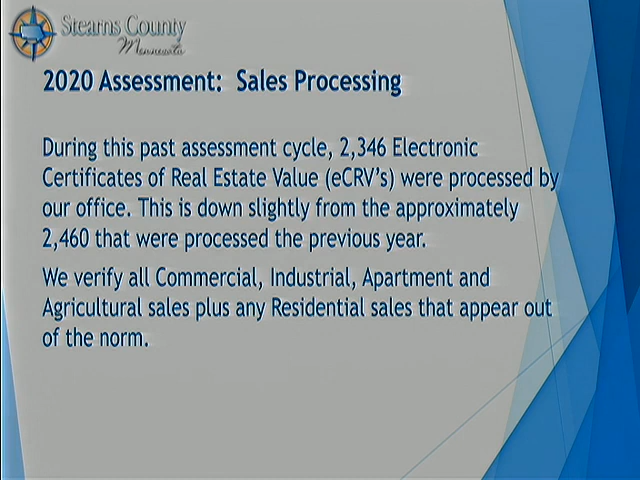 Stearns County
Minnesota
2020 Assessment: Sales Processing
During this past assessment cycle, 2,346 Electronic
Certificates of Real Estate Value (eCRV's) were processed by
our office. This is down slightly from the approximately
2,460 that were processed the previous year.
We verify all Commercial, Industrial, Apartment and
Agricultural sales plus any Residential sales that appear out
of the norm.